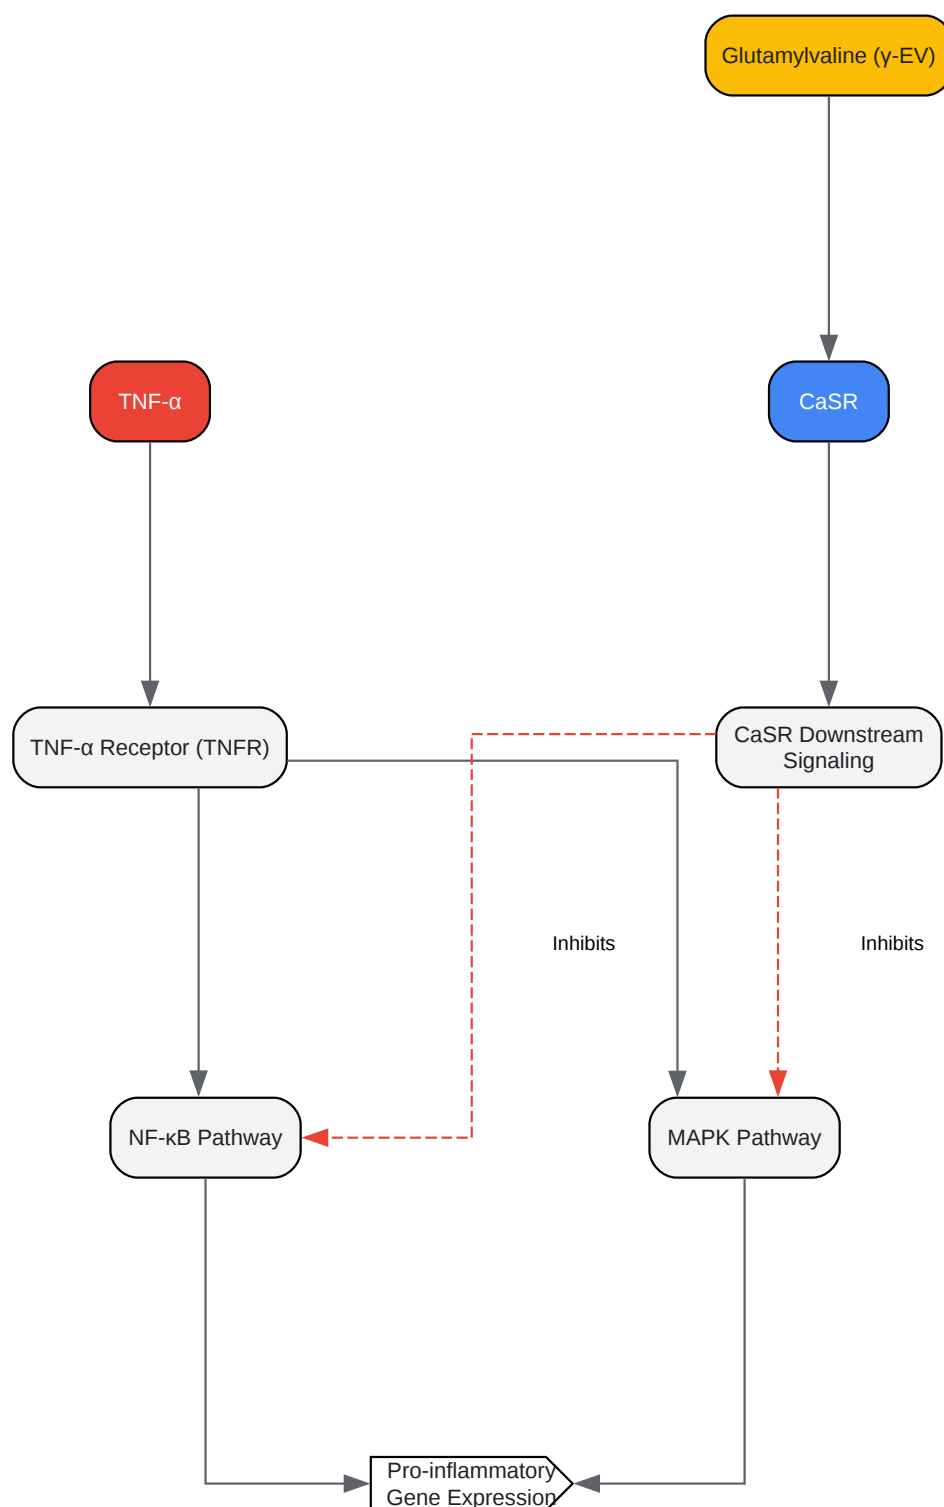 Glutamylvaline (γ-EV)
TNF-α
CaSR
TNF-α Receptor (TNFR)
CaSR Downstream
Signaling
Inhibits
Inhibits
NF-κB Pathway
MAPK Pathway
Pro-inflammatory
Gene Expression